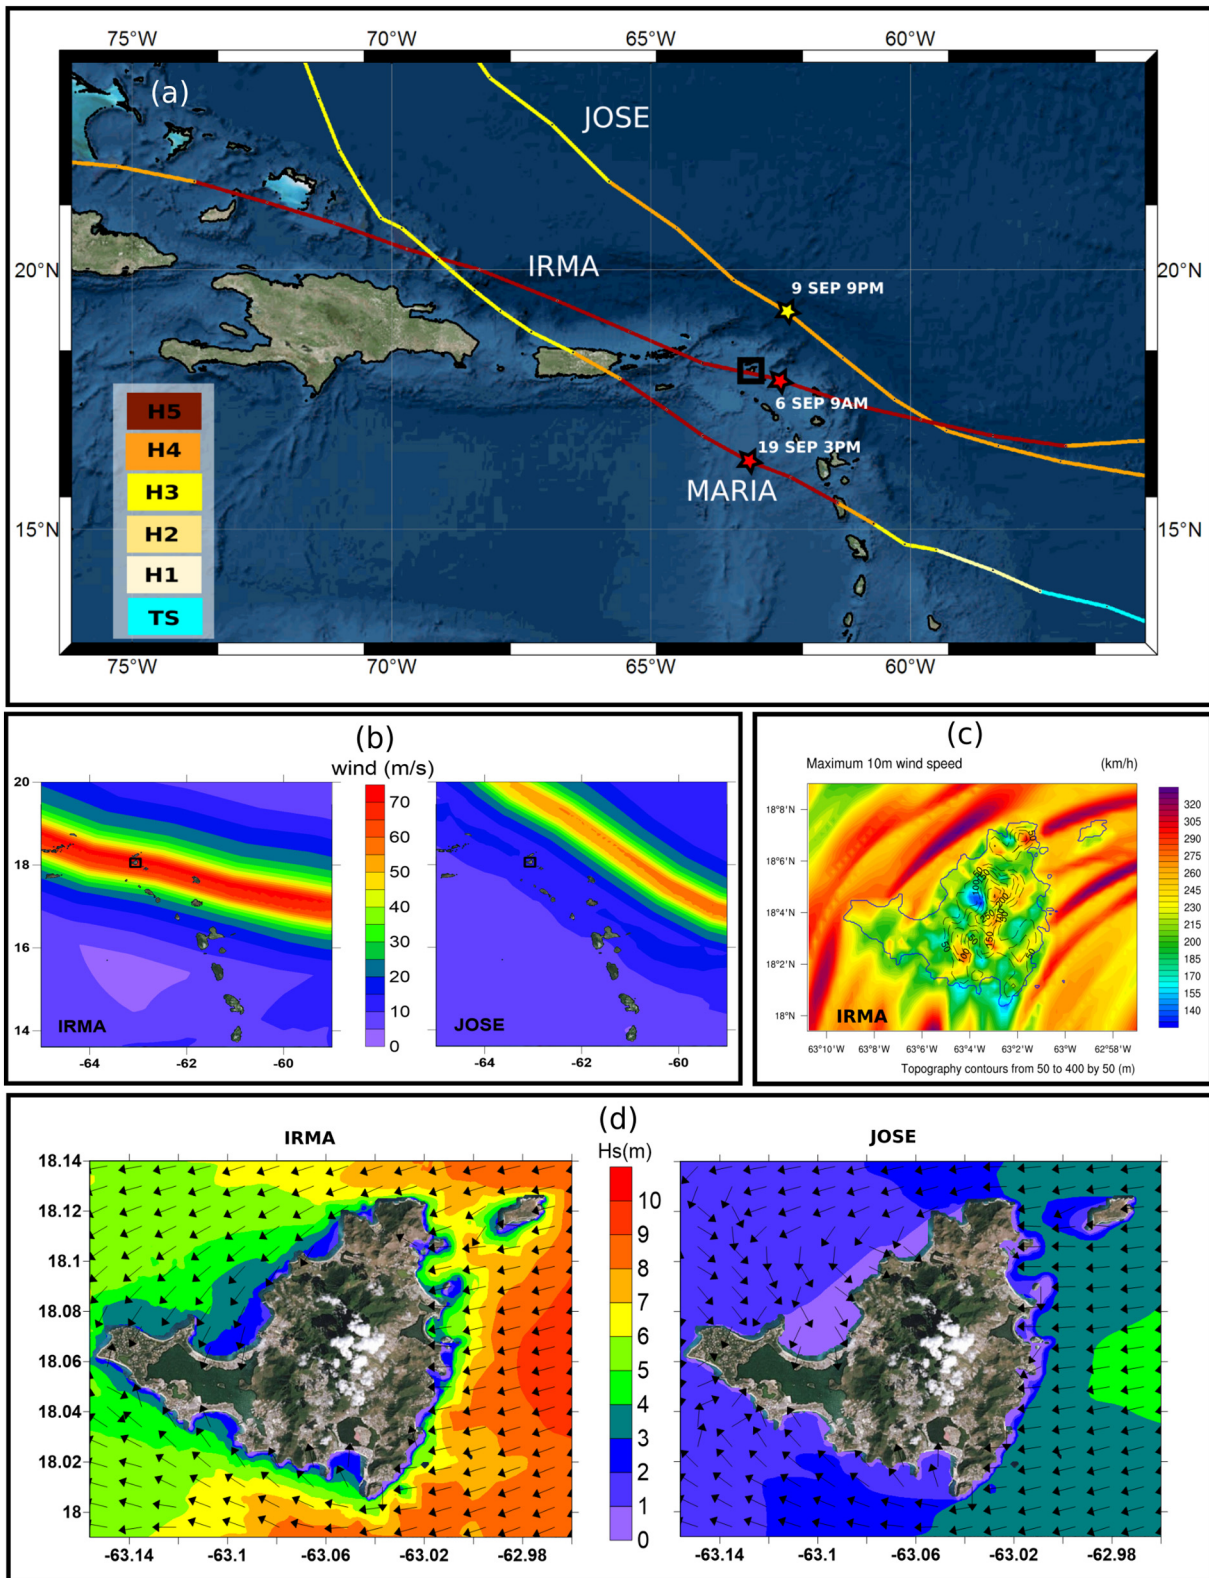 75°W 70°W 65°W 60°W
(a)
JOSE
IRMA
20°N 20°N
9 SEP 9PM
6 SEP 9AM
19 SEP 3PM
MARIA
15°N 15°N
H5
H4
H3
H2
H1
TS
75°W 70°W 65°W 60°W
(b)
wind (m/s)
20
18
16
14
IRMA
-64 -62 -60
70
60
50
40
30
20
10
0
JOSE
-64 -62 -60
(c)
Maximum 10m wind speed (km/h)
18°8'N
18°6'N
18°4'N
18°2'N
18°N
IRMA
320
305
290
275
260
245
230
215
200
185
170
155
140
63°10'W 63°8'W 63°6'W 63°4'W 63°2'W 63°W 62°58'W
Topography contours from 50 to 400 by 50 (m)
(d)
IRMA
Hs(m)
JOSE
18.14
18.12
18.1
18.08
18.06
18.04
18.02
18
10
9
8
7
6
5
4
3
2
1
0
-63.14 -63.1 -63.06 -63.02 -62.98
-63.14 -63.1 -63.06 -63.02 -62.98